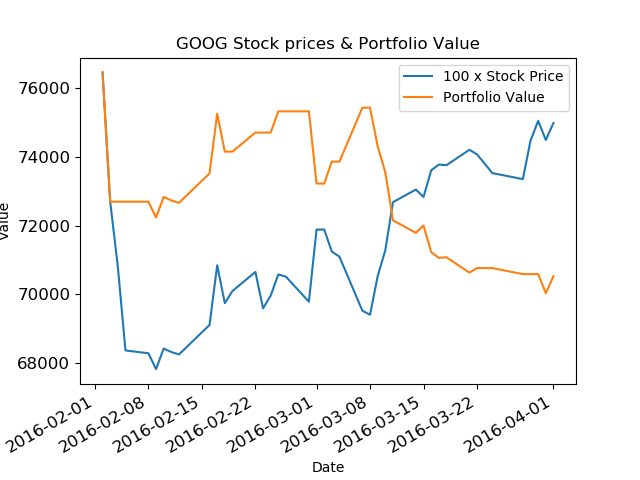 GOOG Stock prices & Portfolio Value
100 x Stock Price
Portfolio Value
76000
74000
72000
70000
68000
Value
2016-02-01
2016-02-08
2016-02-15
2016-02-22
2016-03-01
2016-03-08
2016-03-15
2016-03-22
2016-04-01
Date